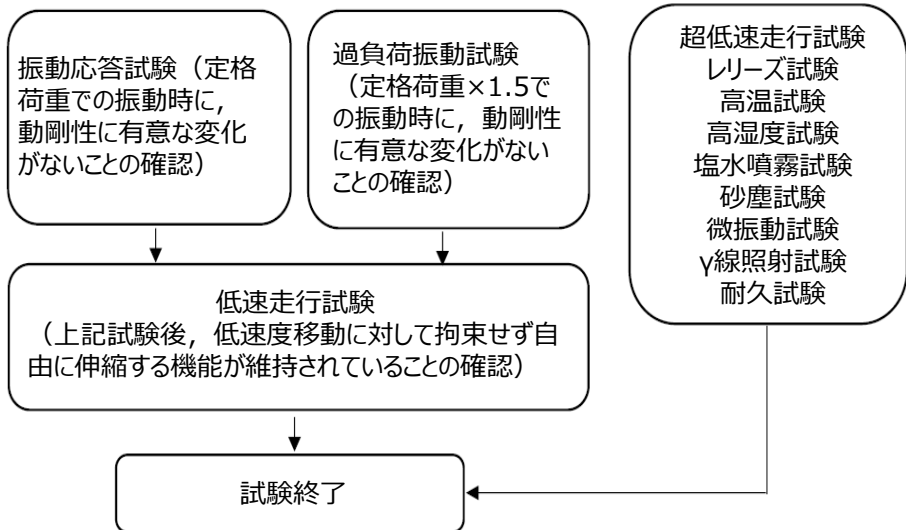 振動応答試験（定格
荷重での振動時に，
動剛性に有意な変化
がないことの確認）
過負荷振動試験
（定格荷重×1.5で
の振動時に，動剛性
に有意な変化がない
ことの確認）
超低速走行試験
レリーズ試験
高温試験
高湿度試験
塩水噴霧試験
砂塵試験
微振動試験
γ線照射試験
耐久試験
低速走行試験
（上記試験後，低速度移動に対して拘束せず自
由に伸縮する機能が維持されていることの確認）
試験終了